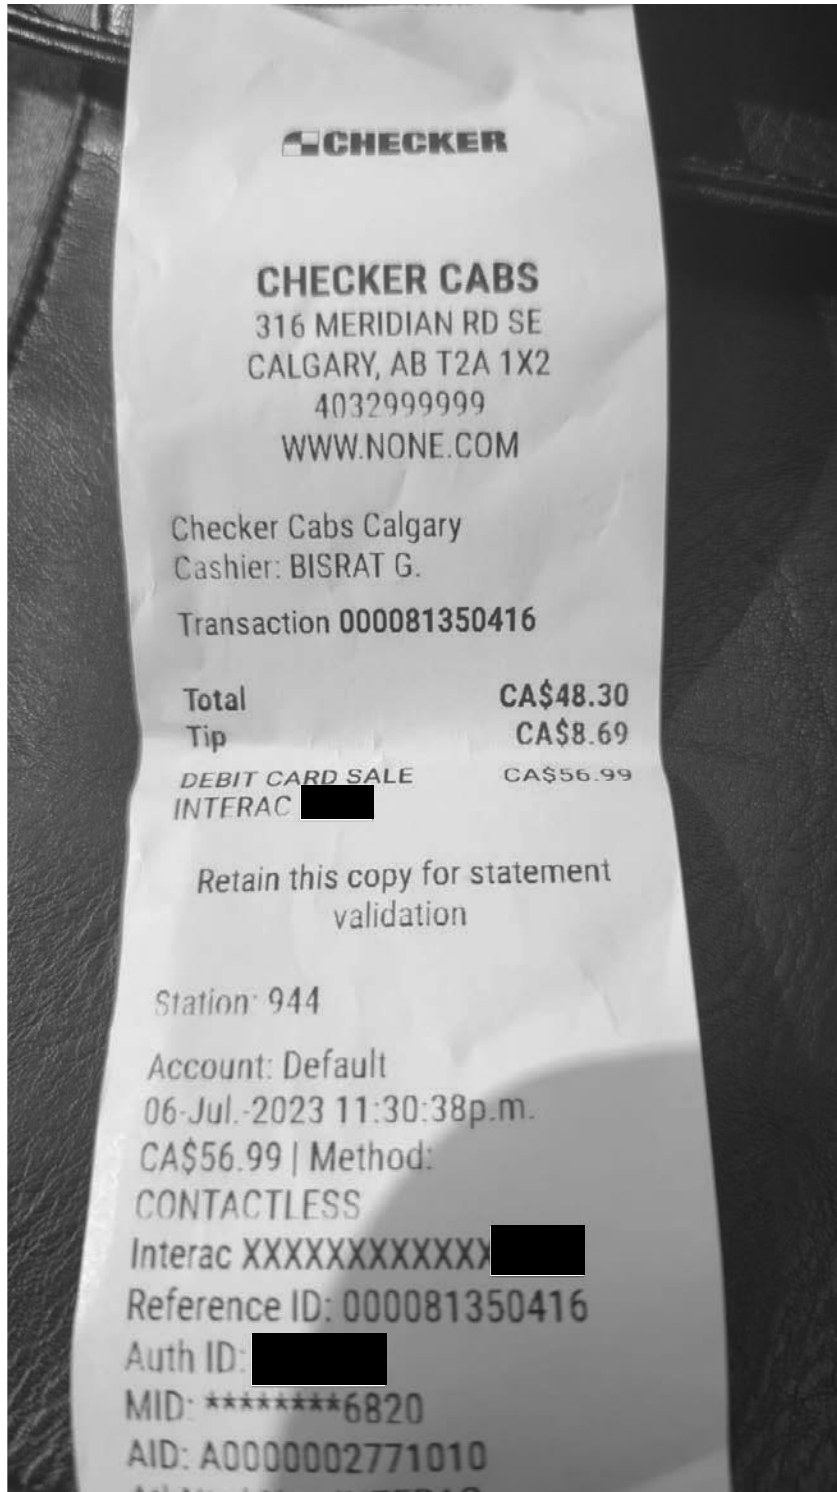 CHECKER
CHECKER CABS
316 MERIDIAN RD SE
CALGARY, AB T2A 1X2
4032999999
WWW.NONE.COM
Checker Cabs Calgary
Cashier: BISRAT G.
Transaction 000081350416
Total CA$48.30
Tip CA$8.69
DEBIT CARD SALE CA$56.99
INTERAC
Retain this copy for statement
validation
Station: 944
Account: Default
06-Jul.-2023 11:30:38p.m.
CA$56.99 | Method:
CONTACTLESS
Interac XXXXXXXXXXXX
Reference ID: 000081350416
Auth ID:
MID: ********6820
AID: A0000002771010